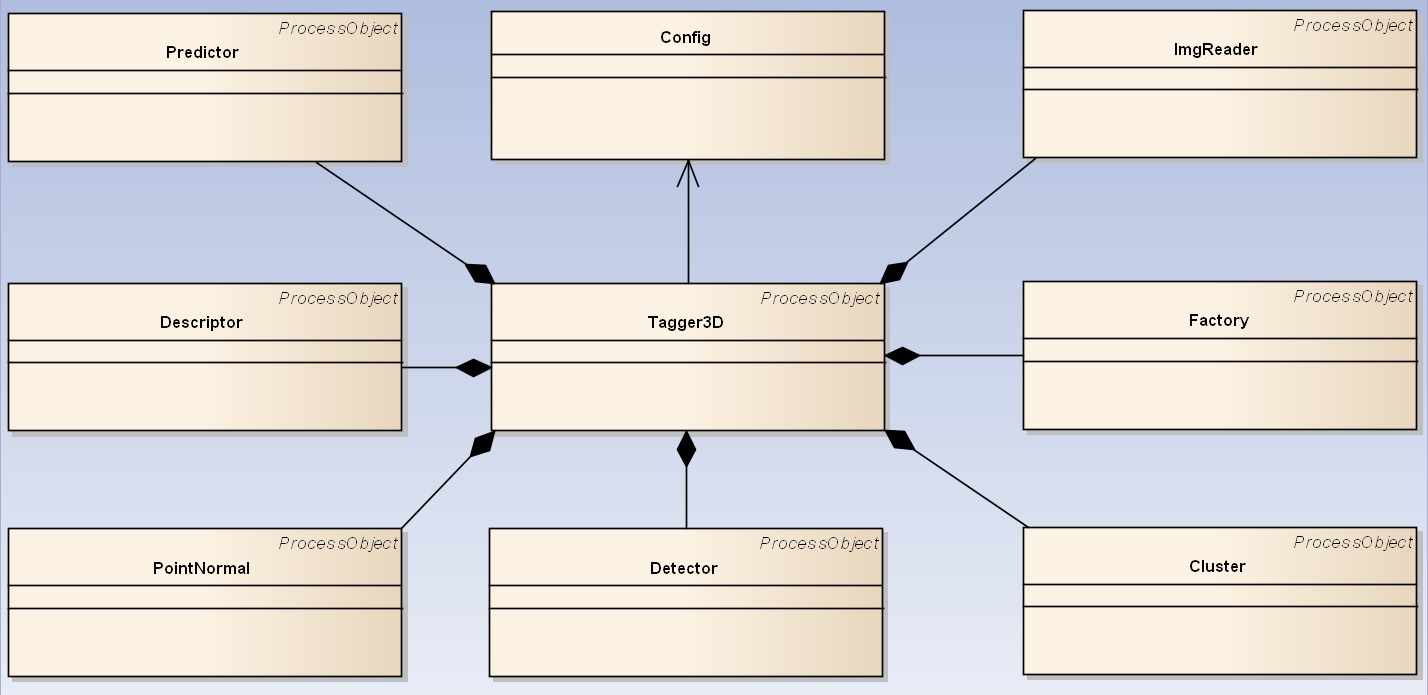 ProcessObject
Predictor
Config
ProcessObject
ImgReader
ProcessObject
Descriptor
ProcessObject
Tagger3D
ProcessObject
Factory
ProcessObject
PointNormal
ProcessObject
Detector
ProcessObject
Cluster